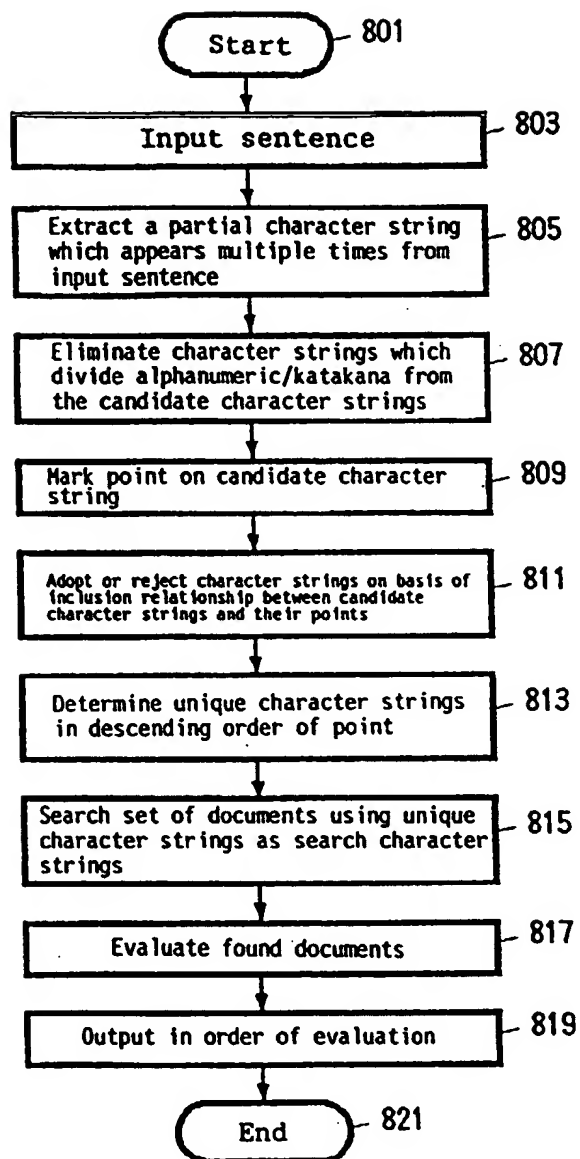 Start
801
Input sentence
803
Extract a partial character string
which appears multiple times from
input sentence
805
Eliminate character strings which
divide alphanumeric/katakana from
the candidate character strings
807
Mark point on candidate character
string
809
Adopt or reject character strings on basis of
inclusion relationship between candidate
character strings and their points
811
Determine unique character strings
in descending order of point
813
Search set of documents using unique
character strings as search character
strings
815
Evaluate found documents
817
Output in order of evaluation
819
End
821